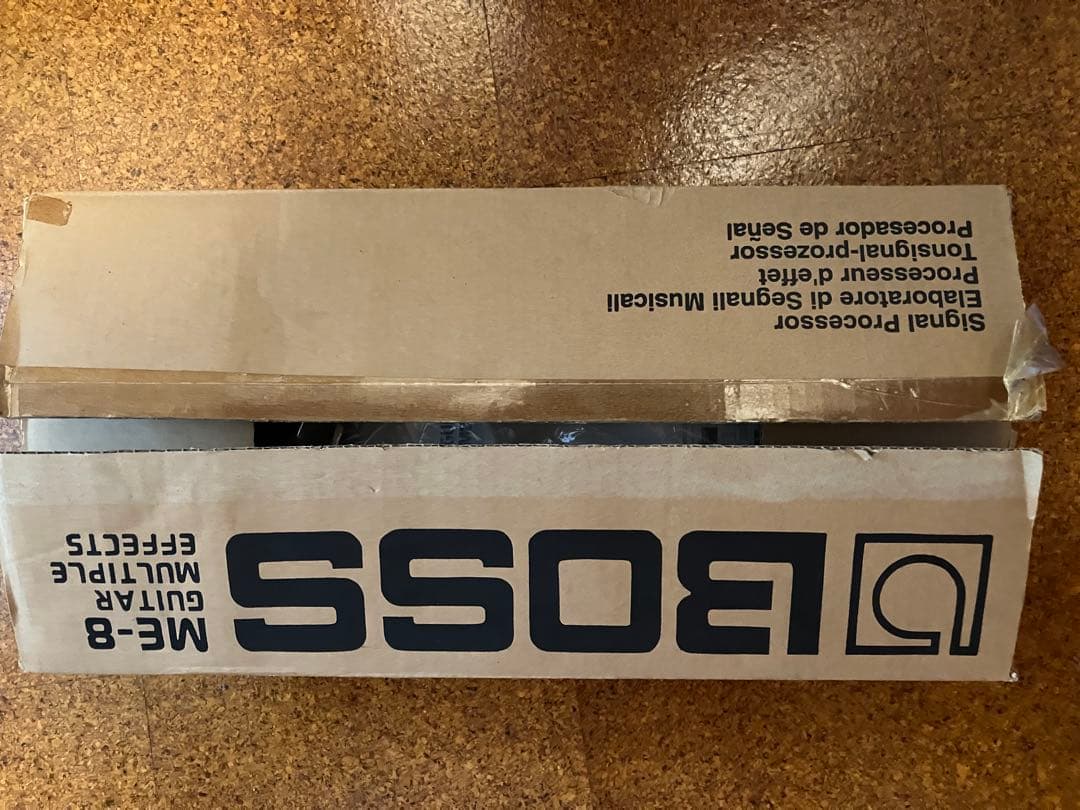 BOSS
ME-8
GUITAR
MULTIPLE
EFFECTS
Signal Processor
Elaboratore di Segnali Musicali
Processeur d'effet
Tonsignal-prozessor
Procesador de Señal